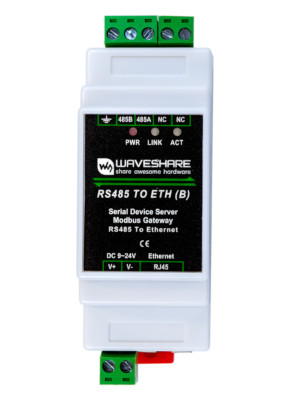 485B 485A NC NC
PWR LINK ACT
WAVESHARE
share awesome hardware
RS485 TO ETH (B)
Serial Device Server
Modbus Gateway
RS485 To Ethernet
CE
DC 9~24V Ethernet
V+ V- RJ45